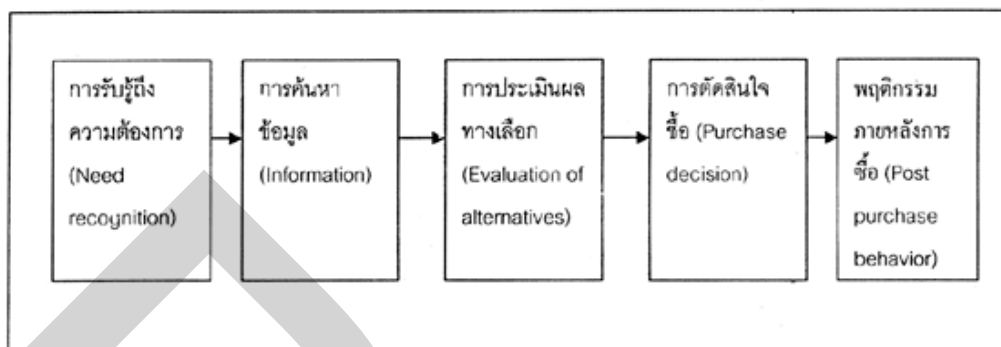 การรับรู้ถึง
ความต้องการ
(Need
recognition)
การค้นหา
ข้อมูล
(Information)
การประเมินผล
ทางเลือก
(Evaluation of
alternatives)
การตัดสินใจ
ซื้อ (Purchase
decision)
พฤติกรรม
ภายหลังการ
ซื้อ (Post
purchase
behavior)